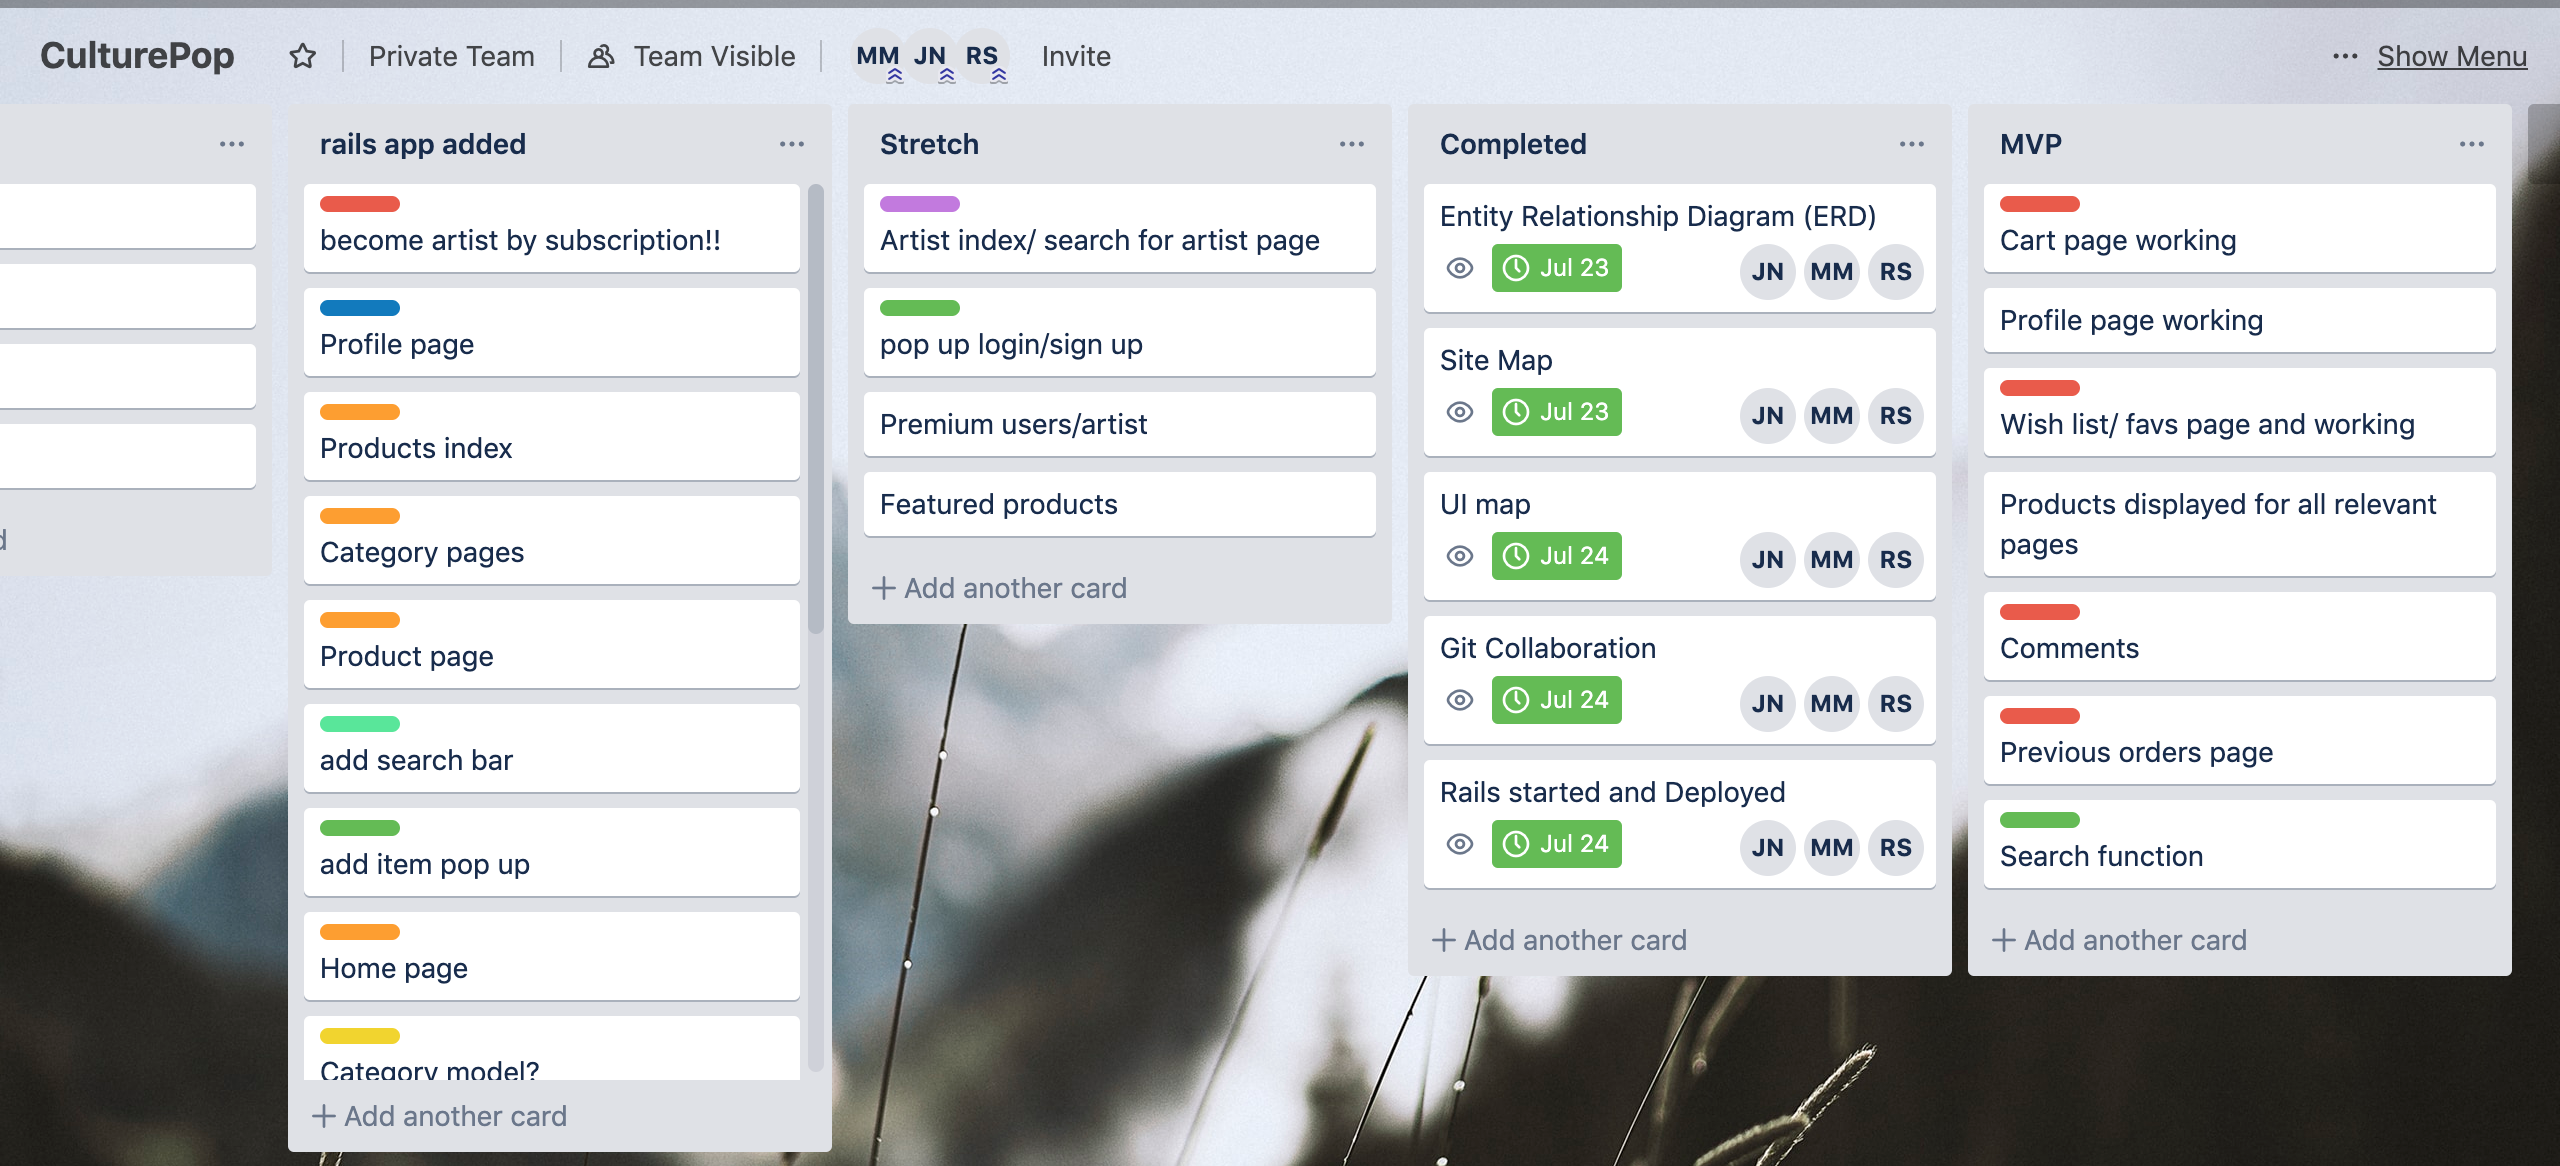 CulturePop
Private Team
Team Visible
MM JN RS
Invite
Show Menu
rails app added
become artist by subscription!!
Profile page
Products index
Category pages
Product page
add search bar
add item pop up
Home page
Category model?
+ Add another card
Stretch
Artist index/ search for artist page
pop up login/sign up
Premium users/artist
Featured products
+ Add another card
Completed
Entity Relationship Diagram (ERD)
Jul 23 JN MM RS
Site Map
Jul 23 JN MM RS
UI map
Jul 24 JN MM RS
Git Collaboration
Jul 24 JN MM RS
Rails started and Deployed
Jul 24 JN MM RS
+ Add another card
MVP
Cart page working
Profile page working
Wish list/ favs page and working
Products displayed for all relevant
pages
Comments
Previous orders page
Search function
+ Add another card